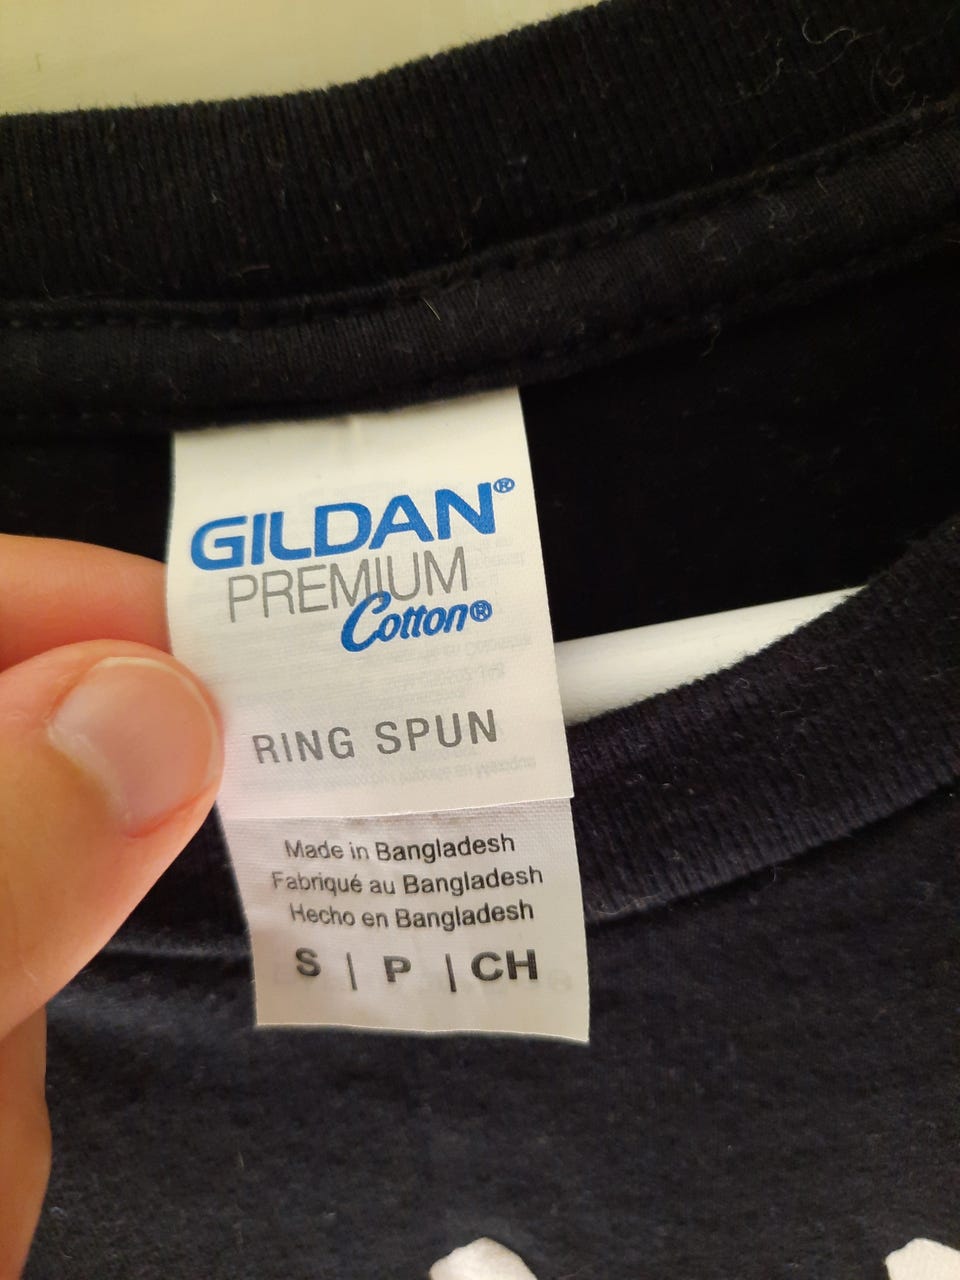 GILDAN®
PREMIUM
Cotton®
RING SPUN
Made in Bangladesh
Fabriqué au Bangladesh
Hecho en Bangladesh
S | P | CH